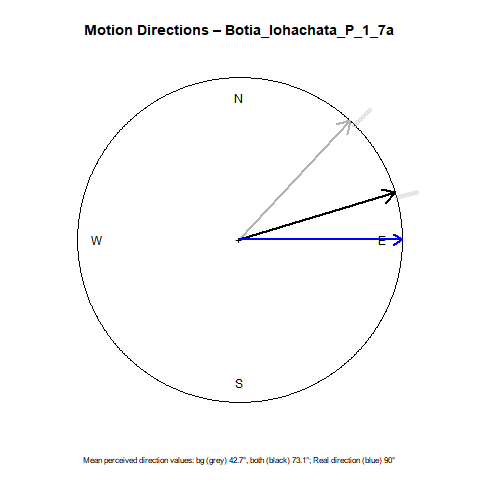 Motion Directions – Botia_lohachata_P_1_7a
N
W
E
S
Mean perceived direction values: bg (grey) 42.7°, both (black) 73.1°; Real direction (blue) 90°